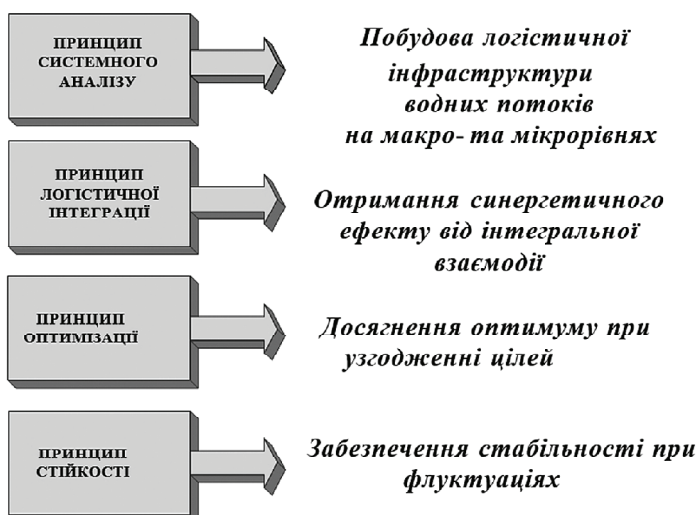 ПРИНЦИП
СИСТЕМНОГО
АНАЛІЗУ
Побудова логістичної
інфраструктури
водних потоків
на макро- та мікрорівнях
ПРИНЦИП
ЛОГІСТИЧНОЇ
ІНТЕГРАЦІЇ
Отримання синергетичного
ефекту від інтегральної
взаємодії
ПРИНЦИП
ОПТИМІЗАЦІЇ
Досягнення оптимуму при
узгодженні цілей
ПРИНЦИП
СТІЙКОСТІ
Забезпечення стабільності при
флуктуаціях